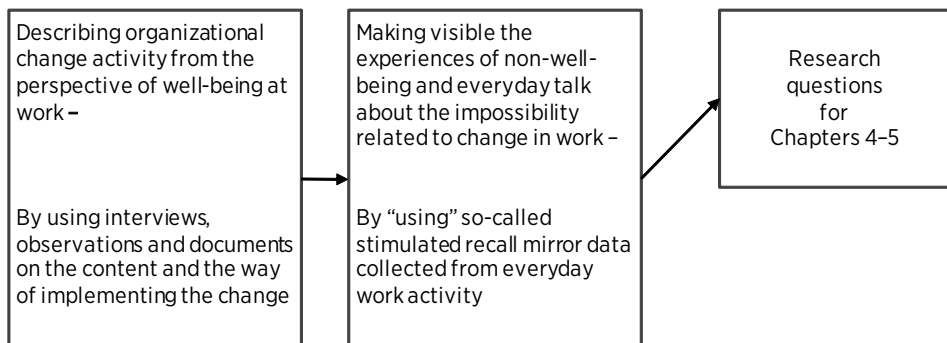 Describing organizational
change activity from the
perspective of well-being at
work –
By using interviews,
observations and documents
on the content and the way
of implementing the change
Making visible the
experiences of non-well-
being and everyday talk
about the impossibility
related to change in work –
By “using” so-called
stimulated recall mirror data
collected from everyday
work activity
Research
questions
for
Chapters 4–5